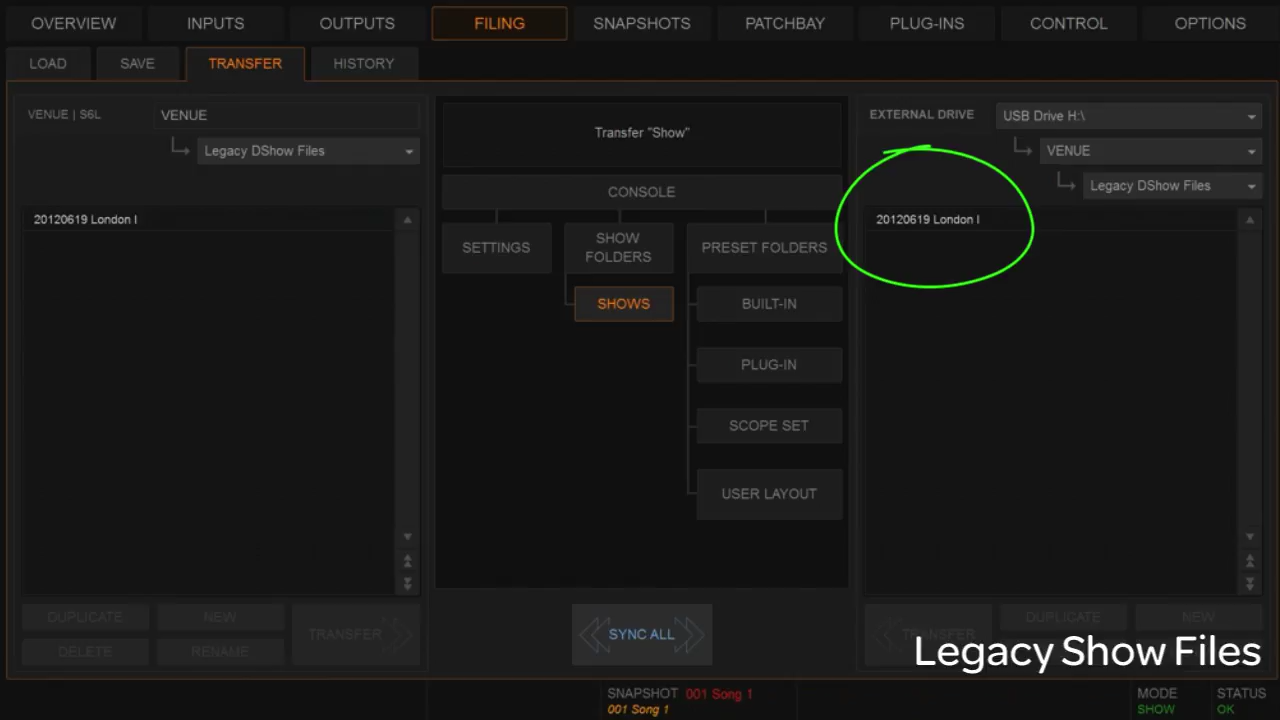 OVERVIEW INPUTS OUTPUTS FILING SNAPSHOTS PATCHBAY PLUG-INS CONTROL OPTIONS
LOAD SAVE TRANSFER HISTORY
VENUE | S6L VENUE
Legacy DShow Files
20120619 London I
DUPLICATE NEW
DELETE RENAME
TRANSFER
Transfer "Show"
CONSOLE
SETTINGS
SHOW
FOLDERS
SHOWS
PRESET FOLDERS
BUILT-IN
PLUG-IN
SCOPE SET
USER LAYOUT
SYNC ALL
EXTERNAL DRIVE USB Drive H:\
VENUE
Legacy DShow Files
20120619 London I
TRANSFER
DUPLICATE NEW
Legacy Show Files
SNAPSHOT 001 Song 1
001 Song 1
MODE
SHOW
STATUS
OK